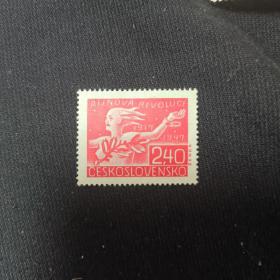 ŘÍJNOVÁ REVOLUCE
1917
1947
2,40
ČESKOSLOVENSKO